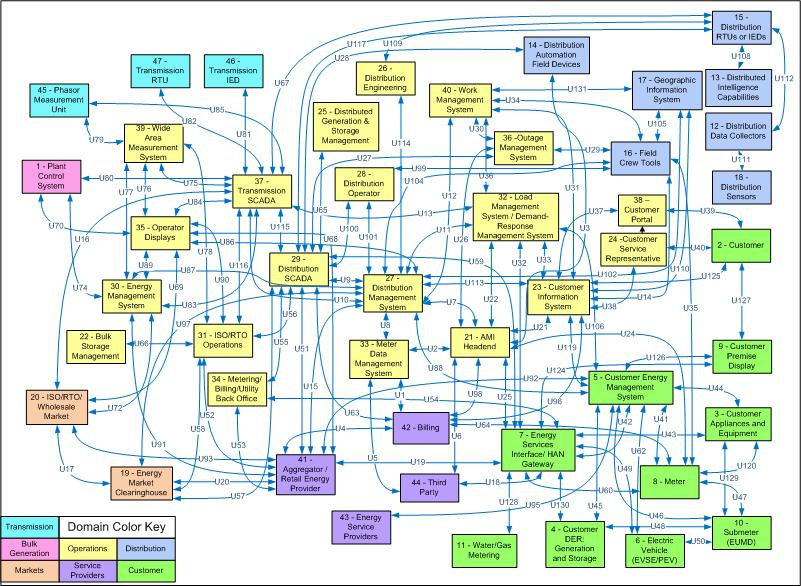 15 -
Distribution
RTUs or IEDs
U117
U109
U28
U67
U108
U112
47 -
Transmission
RTU
46 -
Transmission
IED
26 -
Distribution
Engineering
14 - Distribution
Automation
Field Devices
13 - Distributed
Intelligence
Capabilities
45 - Phasor
Measurement
Unit
U85
U82
U79
U81
25 - Distributed
Generation &
Storage
Management
40 - Work
Management
System
U131
U34
17 - Geographic
Information
System
U105
12 - Distribution
Data Collectors
U111
39 - Wide
Area
Measurement
System
U114
U30
36 -Outage
Management
System
U29
16 - Field
Crew Tools
18 -
Distribution
Sensors
1 - Plant
Control
System
U80
U77
U76
U75
37 -
Transmission
SCADA
U27
U99
U104
28 -
Distribution
Operator
U36
U31
U12
32 - Load
Management
System / Demand-
Response
Management System
38 –
Customer
Portal
U37
U39
U84
U65
U13
U70
U16
35 - Operator
Displays
U86
U115
U68
U100
U101
U11
U26
U3
24 -Customer
Service
Representative
U40
2 - Customer
U89
U87
U78
U90
U116
29 -
Distribution
SCADA
U59
U32
U33
U102
U110
U125
U74
30 - Energy
Management
System
U69
U83
U9
U10
27 -
Distribution
Management
System
U113
U22
23 - Customer
Information
System
U38
U14
U35
U127
U97
U56
U7
U21
U106
U24
22 - Bulk
Storage
Management
U66
31 - ISO/RTO
Operations
U55
U51
U8
33 - Meter
Data
Management
System
U2
21 - AMI
Headend
U119
U126
9 - Customer
Premise
Display
U88
U124
U92
34 - Metering/
Billing/Utility
Back Office
U15
U1
U98
U25
U96
5 - Customer Energy
Management
System
U44
20 - ISO/RTO/
Wholesale
Market
U72
U52
U58
U63
U54
42 - Billing
U64
U41
U42
U43
3 - Customer
Appliances and
Equipment
U91
U53
U4
U6
7 - Energy
Services
Interface/ HAN
Gateway
U62
U17
U5
U19
U49
U120
19 - Energy
Market
Clearinghouse
U20
U57
41 -
Aggregator /
Retail Energy
Provider
44 - Third
Party
U18
U60
8 - Meter
U129
U47
U128
U95
U130
U45
U46
U48
43 - Energy
Service
Providers
11 - Water/Gas
Metering
4 - Customer
DER:
Generation
and Storage
6 - Electric
Vehicle
(EVSE/PEV)
U50
10 -
Submeter
(EUMD)
Transmission
Domain Color Key
Bulk
Generation
Operations
Distribution
Markets
Service
Providers
Customer